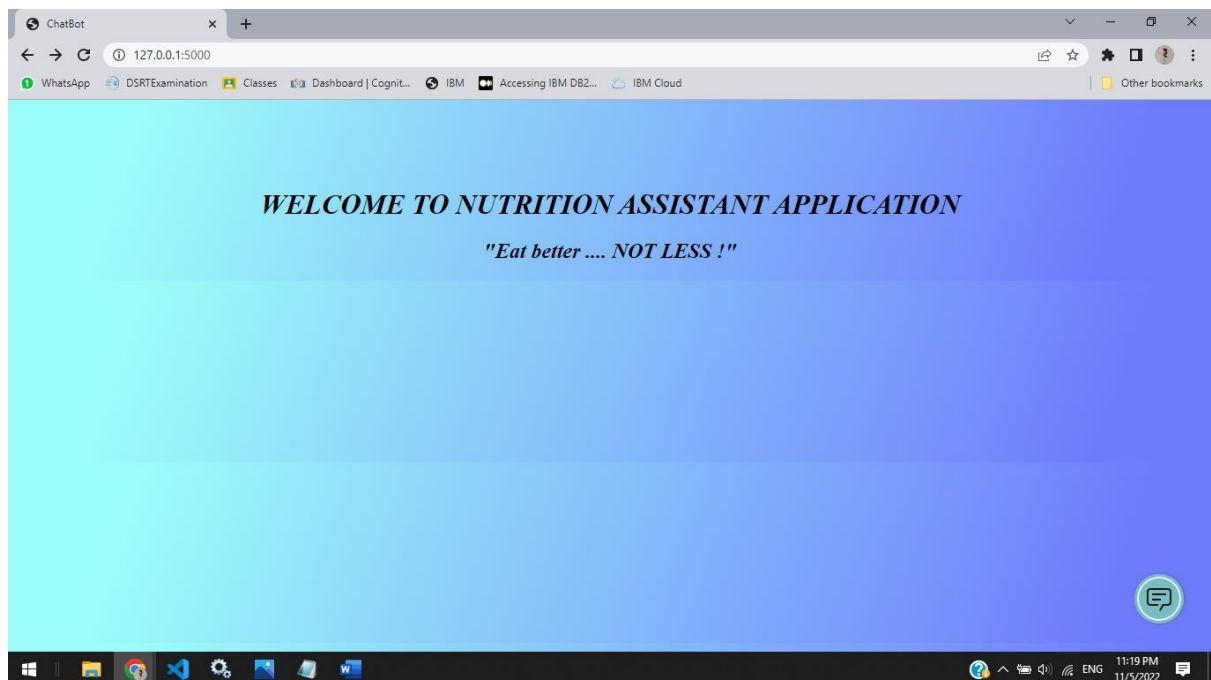 ChatBot
127.0.0.1:5000
WhatsApp DSRTExamination Classes Dashboard | Cognit... IBM Accessing IBM DB2... IBM Cloud Other bookmarks
WELCOME TO NUTRITION ASSISTANT APPLICATION
"Eat better .... NOT LESS !"
ENG 11:19 PM
11/5/2022